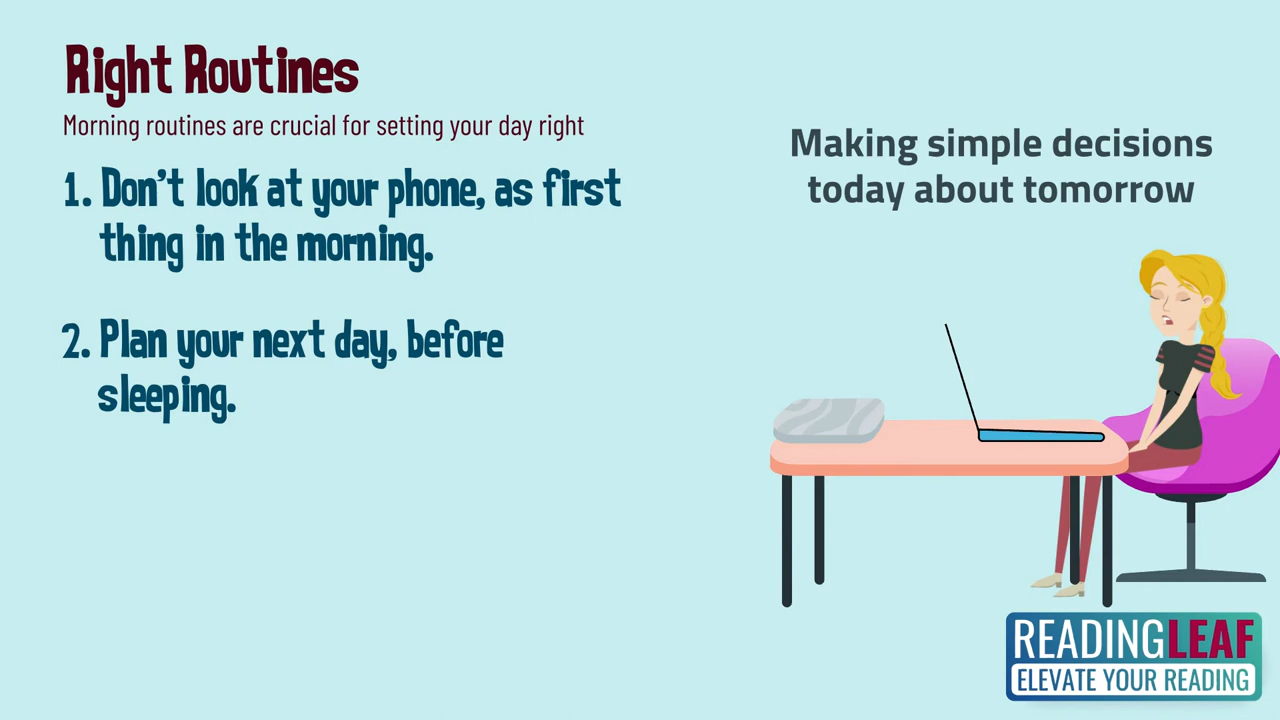 Right Routines
Morning routines are crucial for setting your day right
1. Don't look at your phone, as first
thing in the morning.
2. Plan your next day, before
sleeping.
Making simple decisions
today about tomorrow
READINGLEAF
ELEVATE YOUR READING